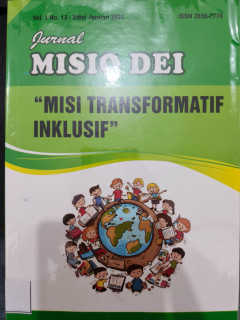 Jurnal
MISIO DEI
"MISI TRANSFORMATIF
INKLUSIF"